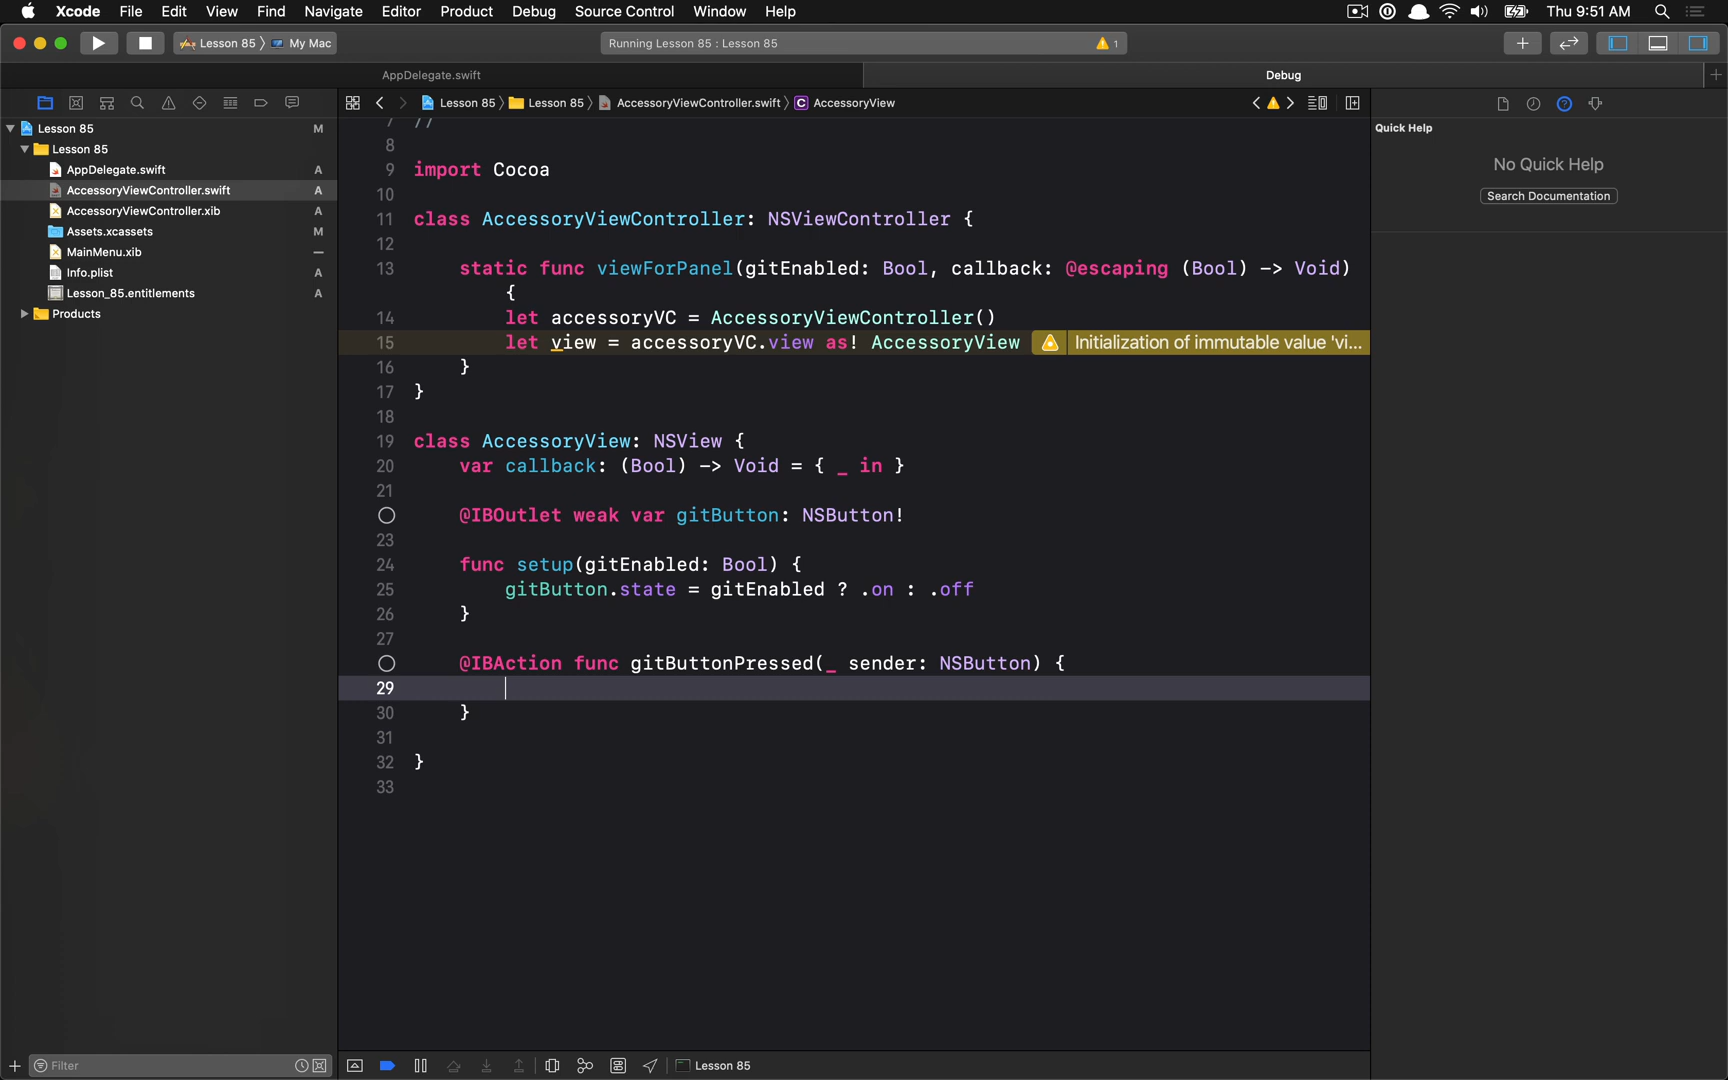 Xcode File Edit View Find Navigate Editor Product Debug Source Control Window Help Thu 9:51 AM
Lesson 85 My Mac Running Lesson 85 : Lesson 85 1
AppDelegate.swift Debug
Lesson 85 Lesson 85 AccessoryViewController.swift C AccessoryView
Lesson 85 M
Lesson 85
AppDelegate.swift A
AccessoryViewController.swift A
AccessoryViewController.xib A
Assets.xcassets M
MainMenu.xib —
Info.plist A
Lesson_85.entitlements A
Products
7 //
8
9 import Cocoa
10
11 class AccessoryViewController: NSViewController {
12
13 static func viewForPanel(gitEnabled: Bool, callback: @escaping (Bool) -> Void)
{
14 let accessoryVC = AccessoryViewController()
15 let view = accessoryVC.view as! AccessoryView Initialization of immutable value 'vi...
16 }
17 }
18
19 class AccessoryView: NSView {
20 var callback: (Bool) -> Void = { _ in }
21
@IBOutlet weak var gitButton: NSButton!
23
24 func setup(gitEnabled: Bool) {
25 gitButton.state = gitEnabled ? .on : .off
26 }
27
@IBAction func gitButtonPressed(_ sender: NSButton) {
29
30 }
31
32 }
33
Quick Help
No Quick Help
Search Documentation
Filter
Lesson 85